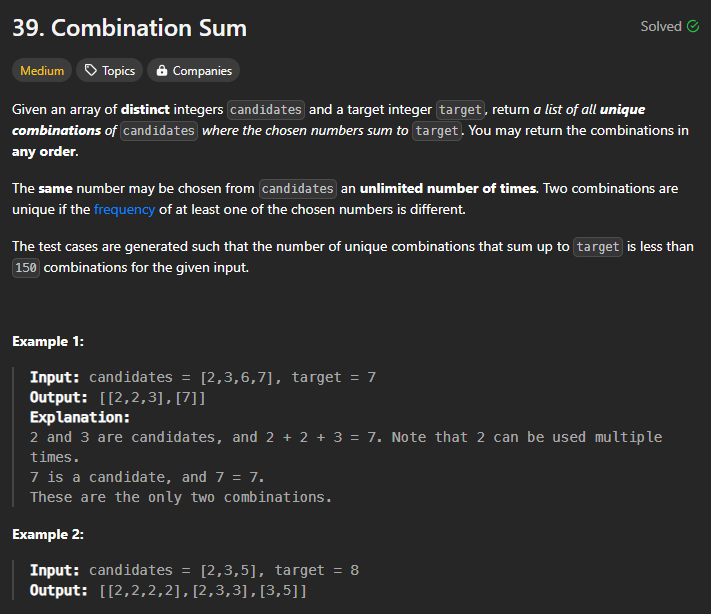 39. Combination Sum
Solved
Medium Topics Companies
Given an array of distinct integers candidates and a target integer target, return a list of all unique
combinations of candidates where the chosen numbers sum to target. You may return the combinations in
any order.
The same number may be chosen from candidates an unlimited number of times. Two combinations are
unique if the frequency of at least one of the chosen numbers is different.
The test cases are generated such that the number of unique combinations that sum up to target is less than
150 combinations for the given input.
Example 1:
Input: candidates = [2,3,6,7], target = 7
Output: [[2,2,3],[7]]
Explanation:
2 and 3 are candidates, and 2 + 2 + 3 = 7. Note that 2 can be used multiple
times.
7 is a candidate, and 7 = 7.
These are the only two combinations.
Example 2:
Input: candidates = [2,3,5], target = 8
Output: [[2,2,2,2],[2,3,3],[3,5]]